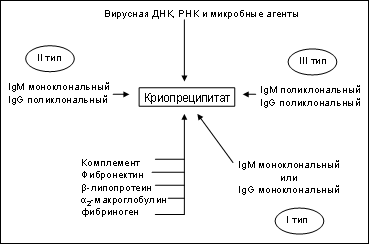 Вирусная ДНК, РНК и микробные агенты
II тип
III тип
IgM моноклональный
IgG поликлональный
Криопреципитат
IgM поликлональный
IgG поликлональный
Комплемент
Фибронектин
β-липопротеин
α2-макроглобулин
фибриноген
IgM моноклональный
или
IgG моноклональный
I тип